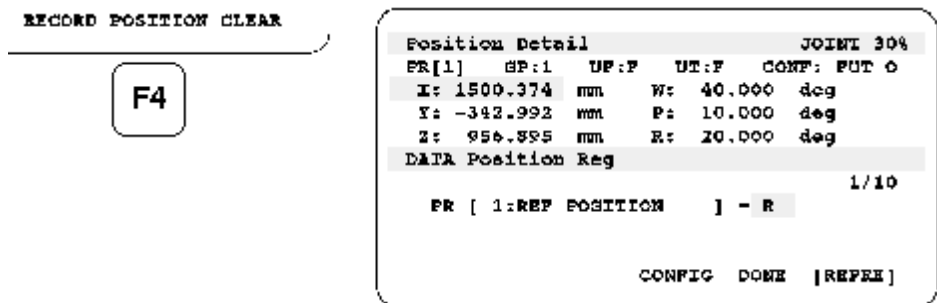 RECORD POSITION CLEAR
F4
Position Detail JOINT 30%
PR[1] GP:1 UF:F UT:F CONF: FUT 0
X: 1500.374 mm W: 40.000 deg
Y: -342.992 mm P: 10.000 deg
Z: 956.895 mm R: 20.000 deg
DATA Position Reg
1/10
PR [ 1:REF POSITION ] = R
CONFIG DONE [REPRE]